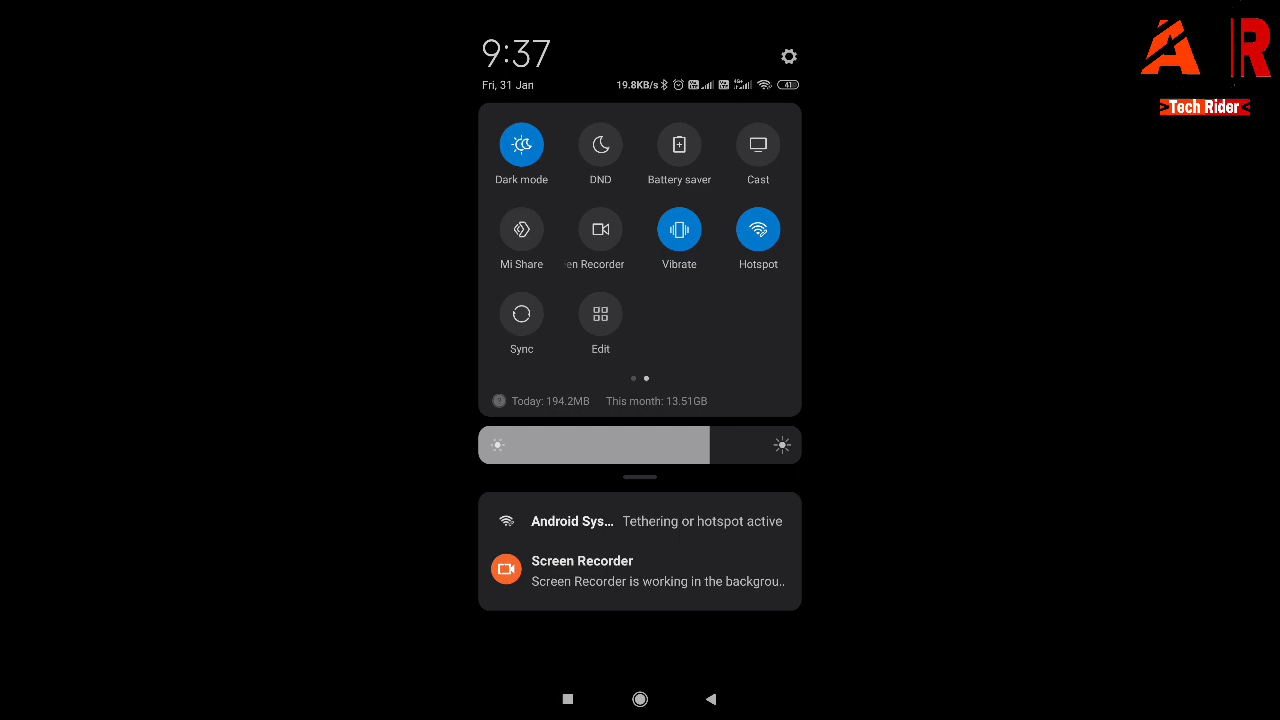 9:37
Fri, 31 Jan
19.8KB/s
41
Dark mode
DND
Battery saver
Cast
Mi Share
en Recorder
Vibrate
Hotspot
Sync
Edit
Today: 194.2MB This month: 13.51GB
Android Sys... Tethering or hotspot active
Screen Recorder
Screen Recorder is working in the backgrou..
A R
>Tech Rider<